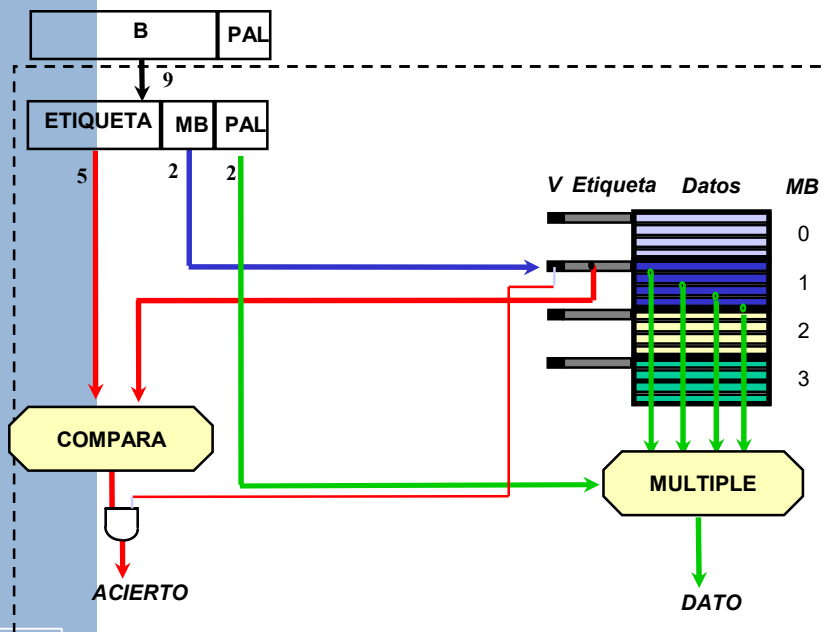 B PAL
9
ETIQUETA MB PAL
5 2 2
V Etiqueta Datos MB
0
1
2
3
COMPARA
MULTIPLE
ACIERTO
DATO